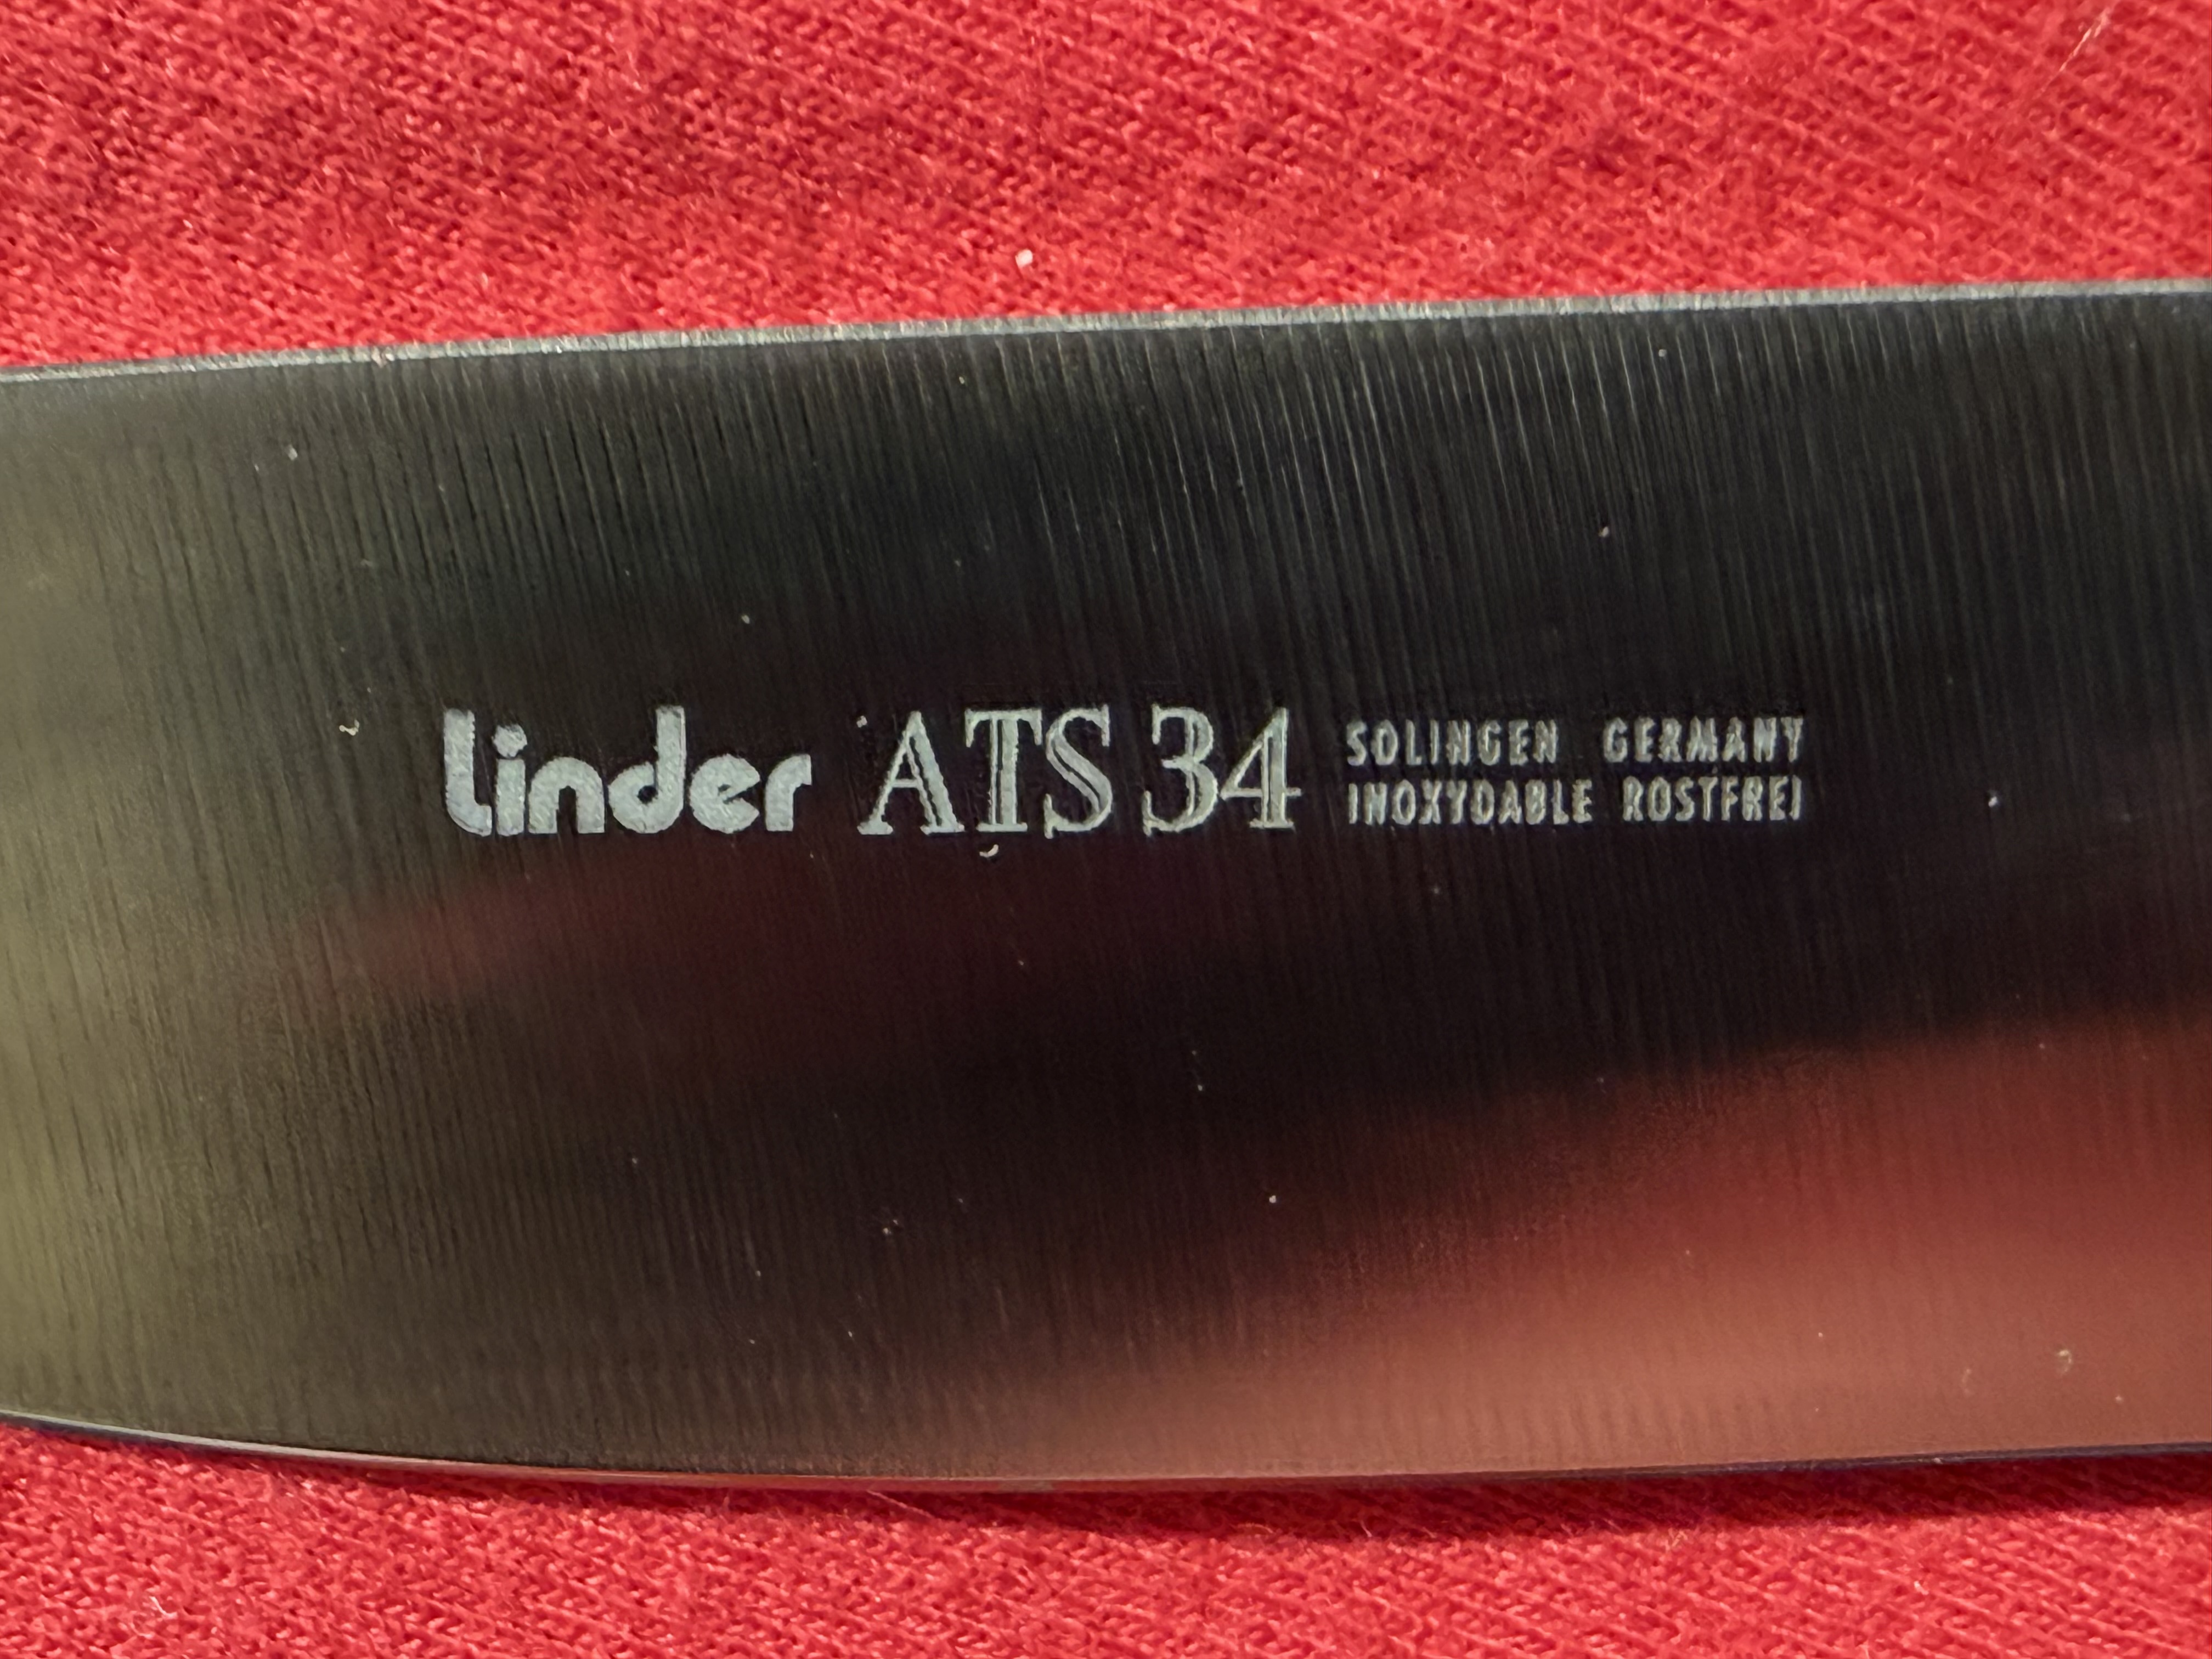 Linder ATS 34 SOLINGEN GERMANY
INOXYDABLE ROSTFREI